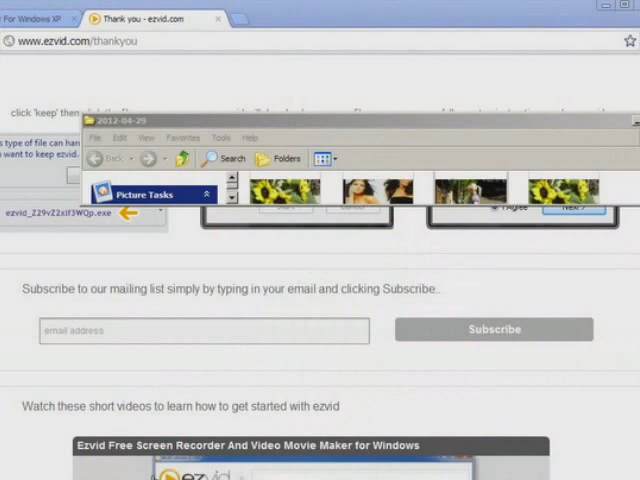 r For Windows XP
Thank you - ezvid.com
www.ezvid.com/thankyou
click 'keep' then
2012-04-29
File Edit View Favorites Tools Help
s type of file can han
want to keep ezvid.
Back
Search
Folders
Picture Tasks
ezvid_Z29vZ2xlf3WQp.exe
I Agree
Next >
Subscribe to our mailing list simply by typing in your email and clicking Subscribe..
email address
Subscribe
Watch these short videos to learn how to get started with ezvid
Ezvid Free Screen Recorder And Video Movie Maker for Windows
ezvid